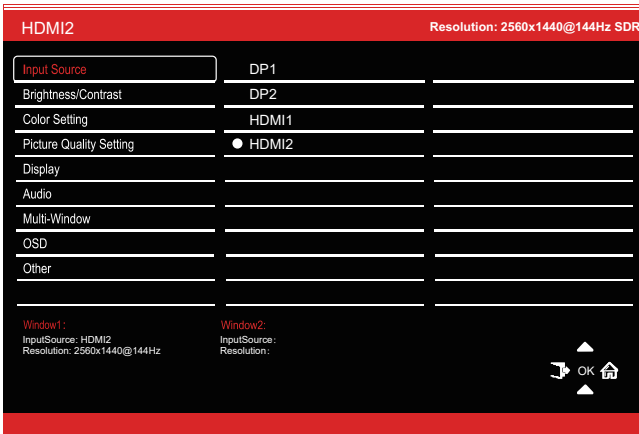 HDMI2
Resolution: 2560x1440@144Hz SDR
Input Source
DP1
Brightness/Contrast
DP2
Color Setting
HDMI1
Picture Quality Setting
HDMI2
Display
Audio
Multi-Window
OSD
Other
Window1:
InputSource: HDMI2
Resolution: 2560x1440@144Hz
Window2:
InputSource:
Resolution:
OK